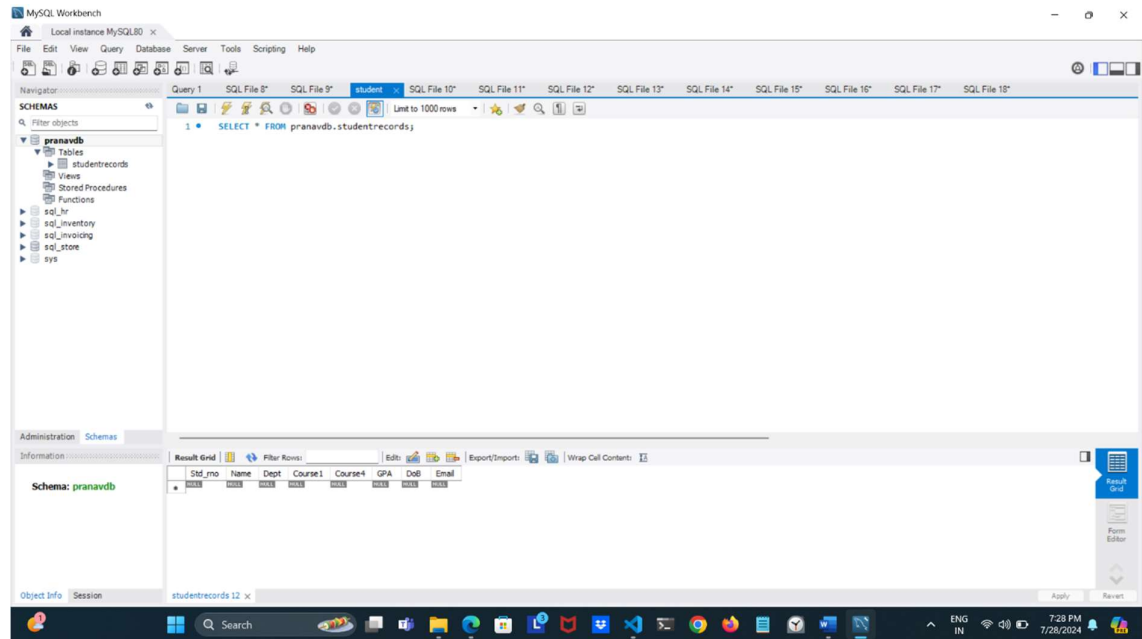 MySQL Workbench
Local instance MySQL80 ×
File Edit View Query Database Server Tools Scripting Help
Navigator
Query 1 SQL File 8* SQL File 9* student × SQL File 10* SQL File 11* SQL File 12* SQL File 13* SQL File 14* SQL File 15* SQL File 16* SQL File 17* SQL File 18*
SCHEMAS
Limit to 1000 rows
Filter objects
1 SELECT * FROM pranavdb.studentrecords;
pranavdb
Tables
studentrecords
Views
Stored Procedures
Functions
sql_hr
sql_inventory
sql_invoicing
sql_store
sys
Administration Schemas
Information
Result Grid Filter Rows: Edit: Export/Import: Wrap Cell Content:
Std_rno Name Dept Course1 Course4 GPA DoB Email
NULL NULL NULL NULL NULL NULL NULL NULL
Schema: pranavdb
Result
Grid
Form
Editor
Object Info Session
studentrecords 12 ×
Apply Revert
Search
ENG
IN
7:28 PM
7/28/2024